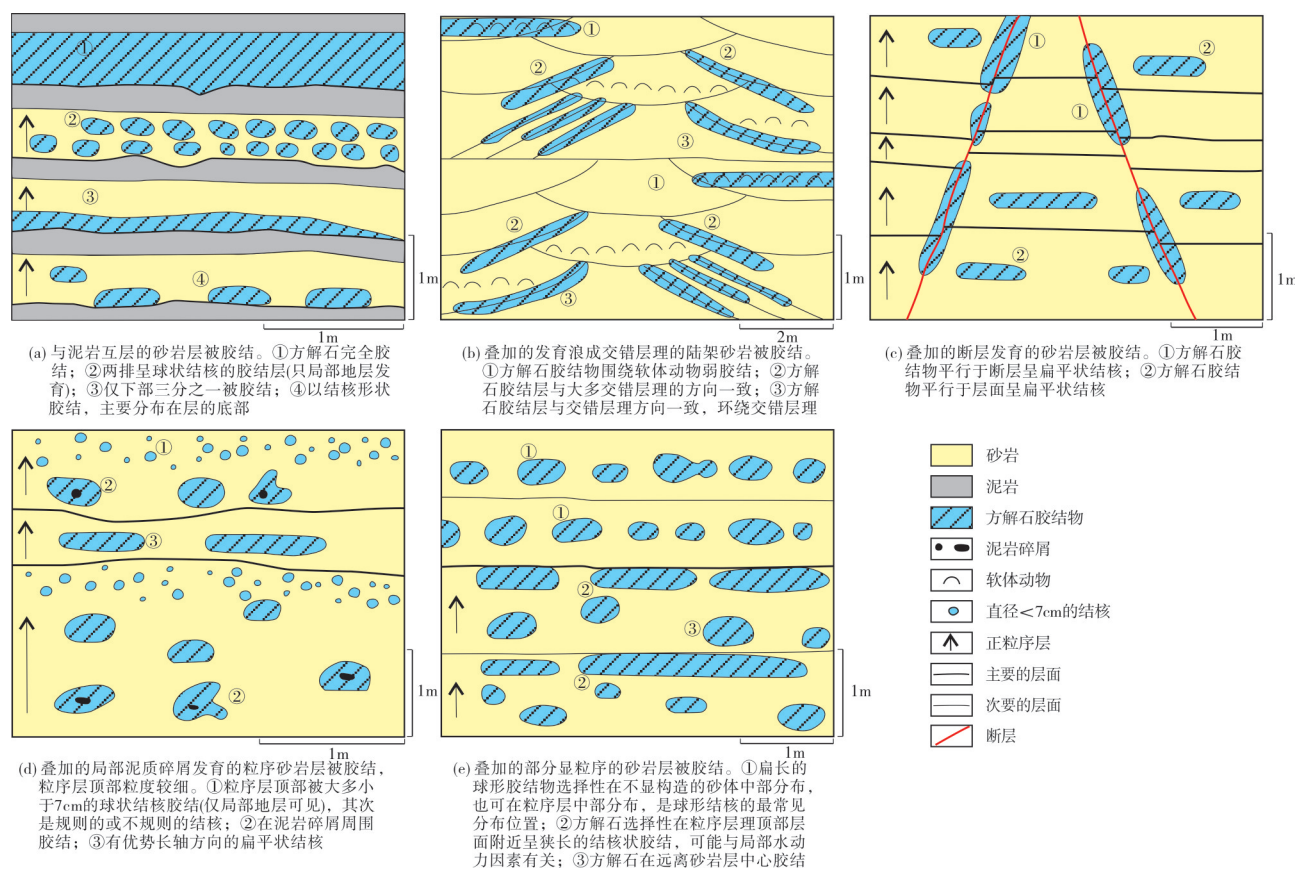 ①
②
③
④
1m
1m
(a) 与泥岩互层的砂岩层被胶结。①方解石完全胶
结；②两排呈球状结核的胶结层(只局部地层发
育)；③仅下部三分之一被胶结；④以结核形状
胶结，主要分布在层的底部
①
②
②
③
①
②
②
③
1m
2m
(b) 叠加的发育浪成交错层理的陆架砂岩被胶结。
①方解石胶结物围绕软体动物弱胶结；②方解
石胶结层与大多交错层理的方向一致；③方解
石胶结层与交错层理方向一致，环绕交错层理
①
②
①
②
1m
1m
(c) 叠加的断层发育的砂岩层被胶结。①方解石胶
结物平行于断层呈扁平状结核；②方解石胶结
物平行于层面呈扁平状结核
①
②
③
②
1m
1m
(d) 叠加的局部泥质碎屑发育的粒序砂岩层被胶结，
粒序层顶部粒度较细。①粒序层顶部被大多小
于7cm的球状结核胶结(仅局部地层可见)，其次
是规则的或不规则的结核；②在泥岩碎屑周围
胶结；③有优势长轴方向的扁平状结核
①
①
②
③
②
1m
1m
(e) 叠加的部分显粒序的砂岩层被胶结。①扁长的
球形胶结物选择性在不显构造的砂体中部分布，
也可在粒序层中部分布，是球形结核的最常见
分布位置；②方解石选择性在粒序层理顶部层
面附近呈狭长的结核状胶结，可能与局部水动
力因素有关；③方解石在远离砂岩层中心胶结
砂岩
泥岩
方解石胶结物
泥岩碎屑
软体动物
直径＜7cm的结核
正粒序层
主要的层面
次要的层面
断层